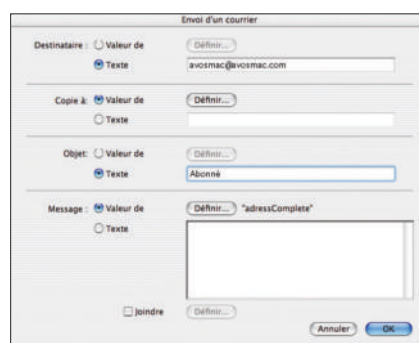 Envoi d'un courrier
Destinataire : Valeur de Définir...
Texte avosmac@avosmac.com
Copie à: Valeur de Définir...
Texte
Objet: Valeur de Définir...
Texte Abonné
Message : Valeur de Définir... "adressComplete"
Texte
Joindre Définir...
Annuler OK